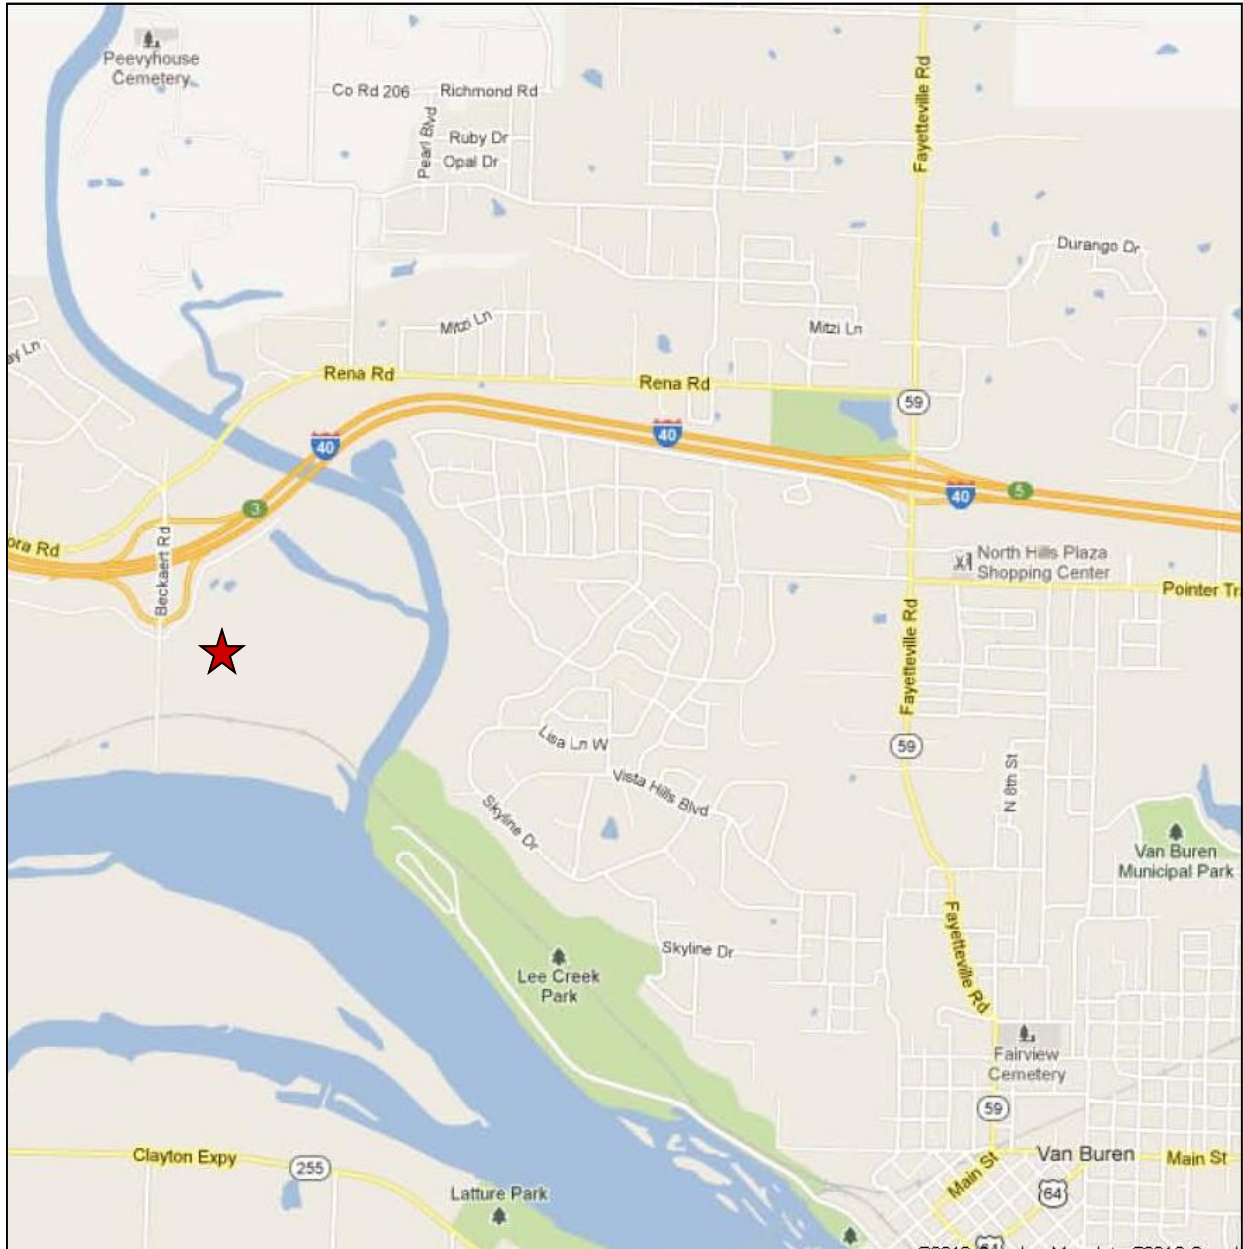 Peevyhouse
Cemetery
Co Rd 206
Richmond Rd
Pearl Blvd
Ruby Dr
Opal Dr
Fayetteville Rd
Durango Dr
Mitzi Ln
Mitzi Ln
ay Ln
Rena Rd
Rena Rd
59
40
40
40
5
3
ora Rd
Beckaert Rd
North Hills Plaza
Shopping Center
Pointer Tr
Fayetteville Rd
59
Lisa Ln W
Vista Hills Blvd
N 8th St
Skyline Dr
Van Buren
Municipal Park
Fayetteville Rd
Skyline Dr
Lee Creek
Park
Fairview
Cemetery
59
Clayton Expy
255
Van Buren
Main St
Main St
64
Latture Park